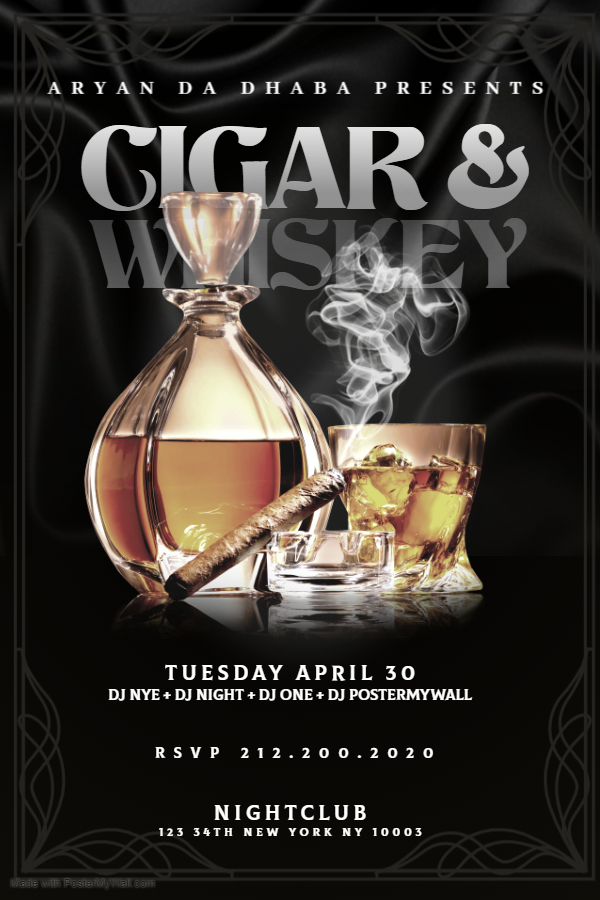 ARYAN DA DHABA PRESENTS
CIGAR &
WHISKEY
TUESDAY APRIL 30
DJ NYE + DJ NIGHT + DJ ONE + DJ POSTERMYWALL
RSVP 212.200.2020
NIGHTCLUB
123 34TH NEW YORK NY 10003
Made with PosterMyWall.com